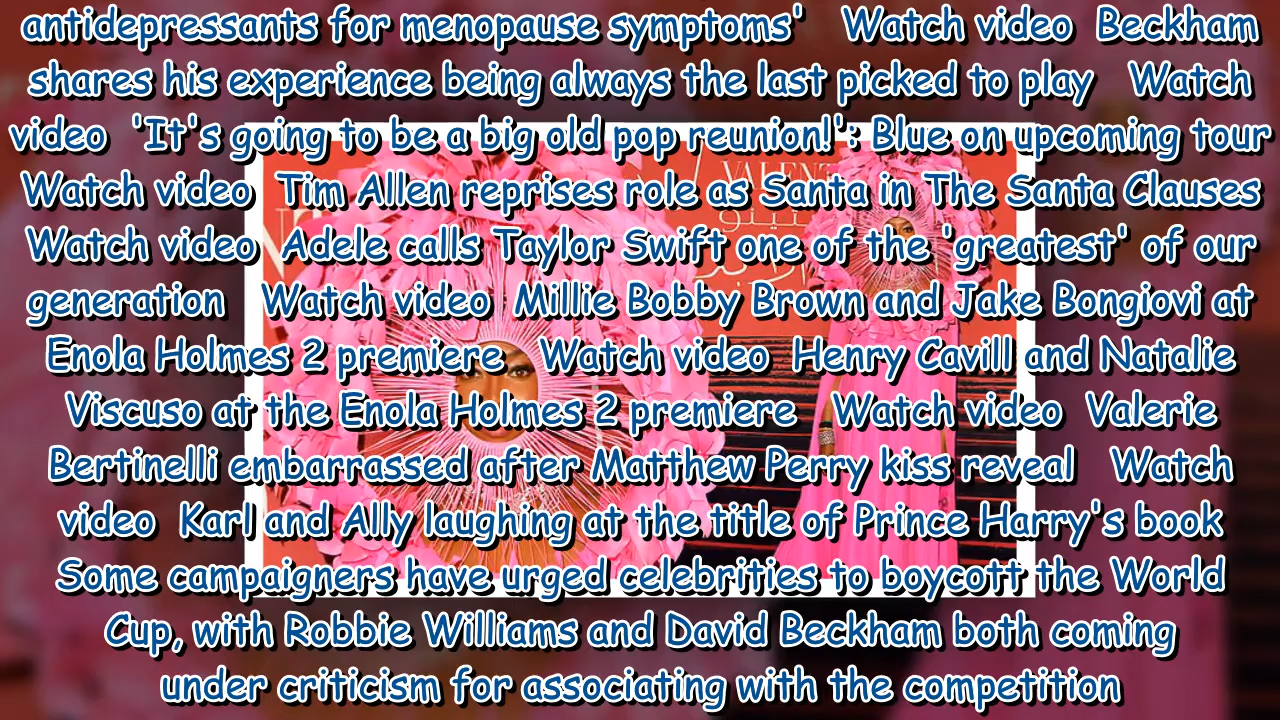 antidepressants for menopause symptoms' Watch video Beckham
shares his experience being always the last picked to play Watch
video 'It's going to be a big old pop reunion!': Blue on upcoming tour
Watch video Tim Allen reprises role as Santa in The Santa Clauses
Watch video Adele calls Taylor Swift one of the 'greatest' of our
generation Watch video Millie Bobby Brown and Jake Bongiovi at
Enola Holmes 2 premiere Watch video Henry Cavill and Natalie
Viscuso at the Enola Holmes 2 premiere Watch video Valerie
Bertinelli embarrassed after Matthew Perry kiss reveal Watch
video Karl and Ally laughing at the title of Prince Harry's book
Some campaigners have urged celebrities to boycott the World
Cup, with Robbie Williams and David Beckham both coming
under criticism for associating with the competition